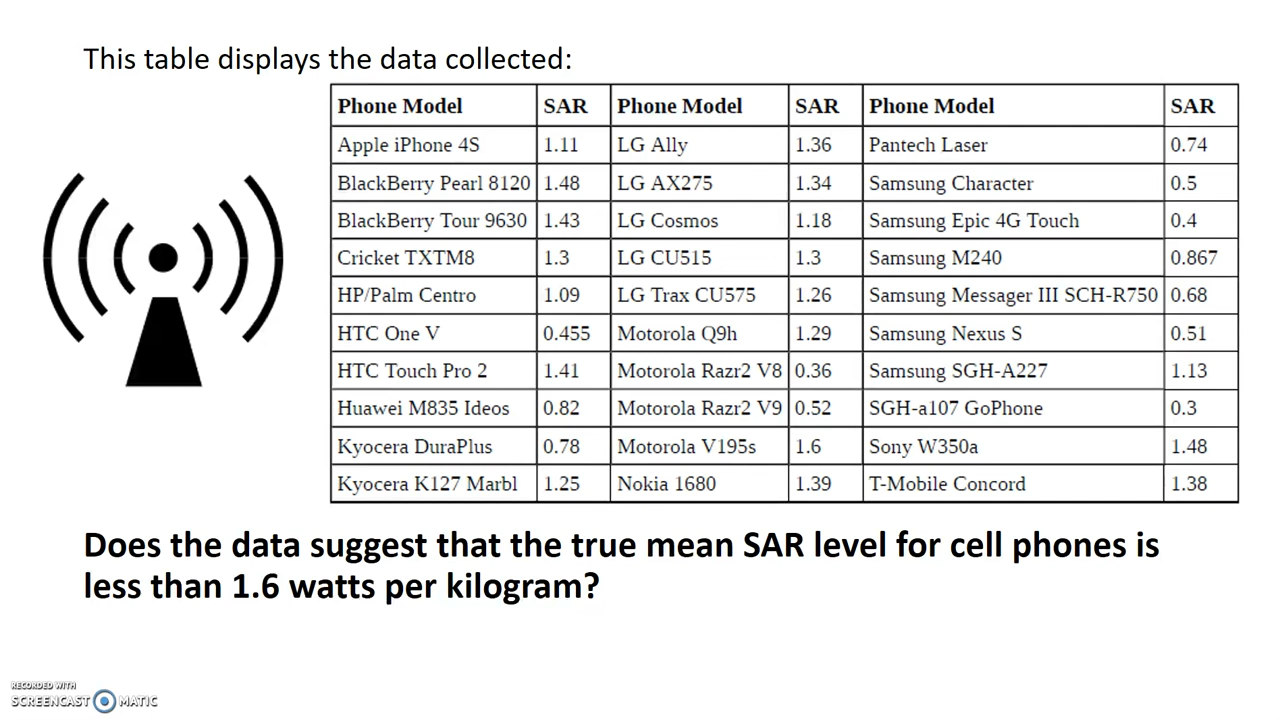 This table displays the data collected:
Phone Model SAR Phone Model SAR Phone Model SAR
Apple iPhone 4S 1.11 LG Ally 1.36 Pantech Laser 0.74
BlackBerry Pearl 8120 1.48 LG AX275 1.34 Samsung Character 0.5
BlackBerry Tour 9630 1.43 LG Cosmos 1.18 Samsung Epic 4G Touch 0.4
Cricket TXTM8 1.3 LG CU515 1.3 Samsung M240 0.867
HP/Palm Centro 1.09 LG Trax CU575 1.26 Samsung Messager III SCH-R750 0.68
HTC One V 0.455 Motorola Q9h 1.29 Samsung Nexus S 0.51
HTC Touch Pro 2 1.41 Motorola Razr2 V8 0.36 Samsung SGH-A227 1.13
Huawei M835 Ideos 0.82 Motorola Razr2 V9 0.52 SGH-a107 GoPhone 0.3
Kyocera DuraPlus 0.78 Motorola V195s 1.6 Sony W350a 1.48
Kyocera K127 Marbl 1.25 Nokia 1680 1.39 T-Mobile Concord 1.38
Does the data suggest that the true mean SAR level for cell phones is
less than 1.6 watts per kilogram?
RECORDED WITH
SCREENCAST MATIC